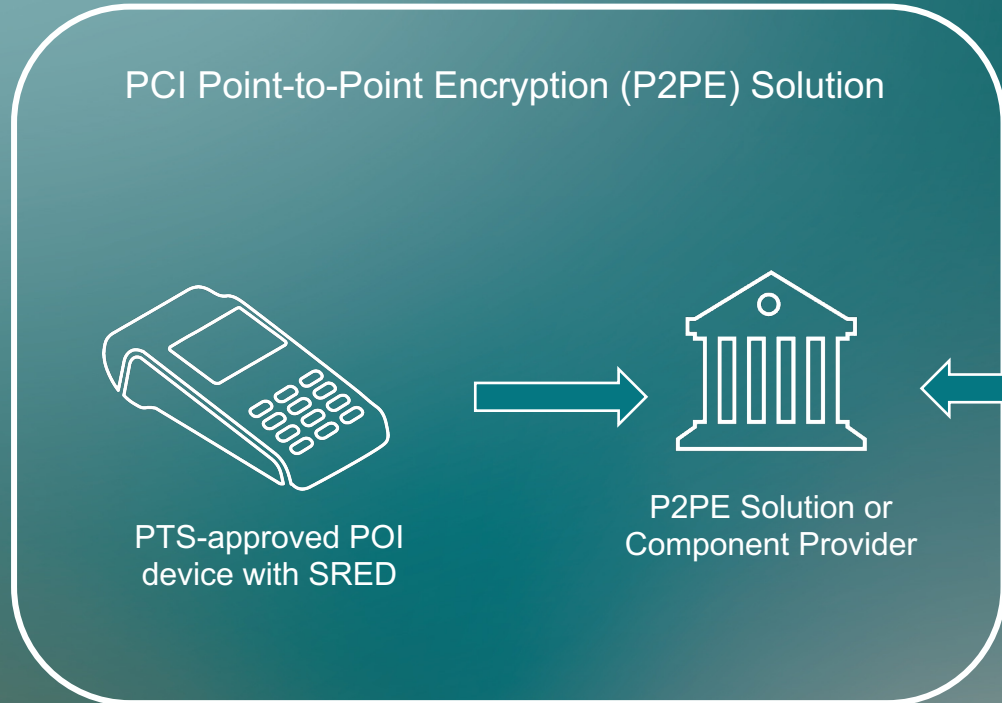 PCI Point-to-Point Encryption (P2PE) Solution
PTS-approved POI
device with SRED
P2PE Solution or
Component Provider